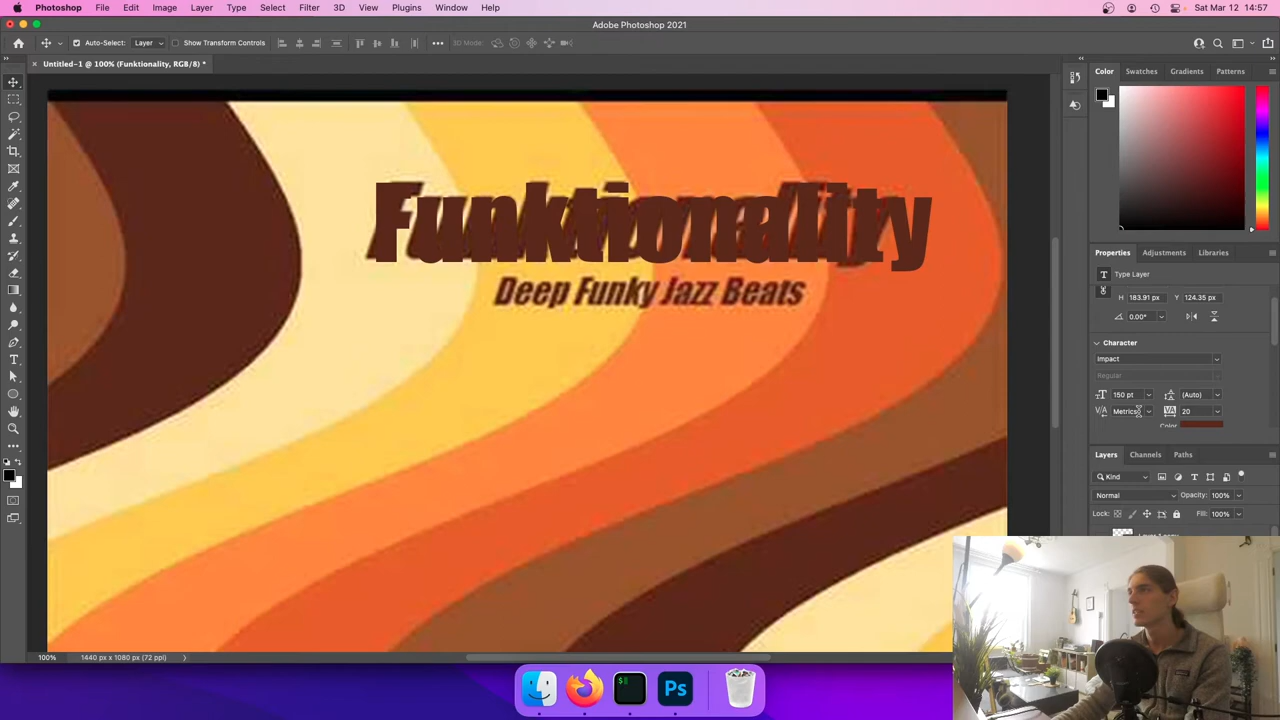 Photoshop File Edit Image Layer Type Select Filter 3D View Plugins Window Help Sat Mar 12 14:57
Adobe Photoshop 2021
Auto-Select: Layer Show Transform Controls 3D Mode:
Untitled-1 @ 100% (Funktionality, RGB/8) *
Color Swatches Gradients Patterns
Funktionality
Deep Funky Jazz Beats
Properties Adjustments Libraries
Type Layer
H 183.91 px Y 124.35 px
0.00°
Character
Impact
Regular
150 pt (Auto)
Metrics 20
Color
Layers Channels Paths
Kind
Normal Opacity: 100%
Lock: Fill: 100%
100% 1440 px x 1080 px (72 ppi)
Ps